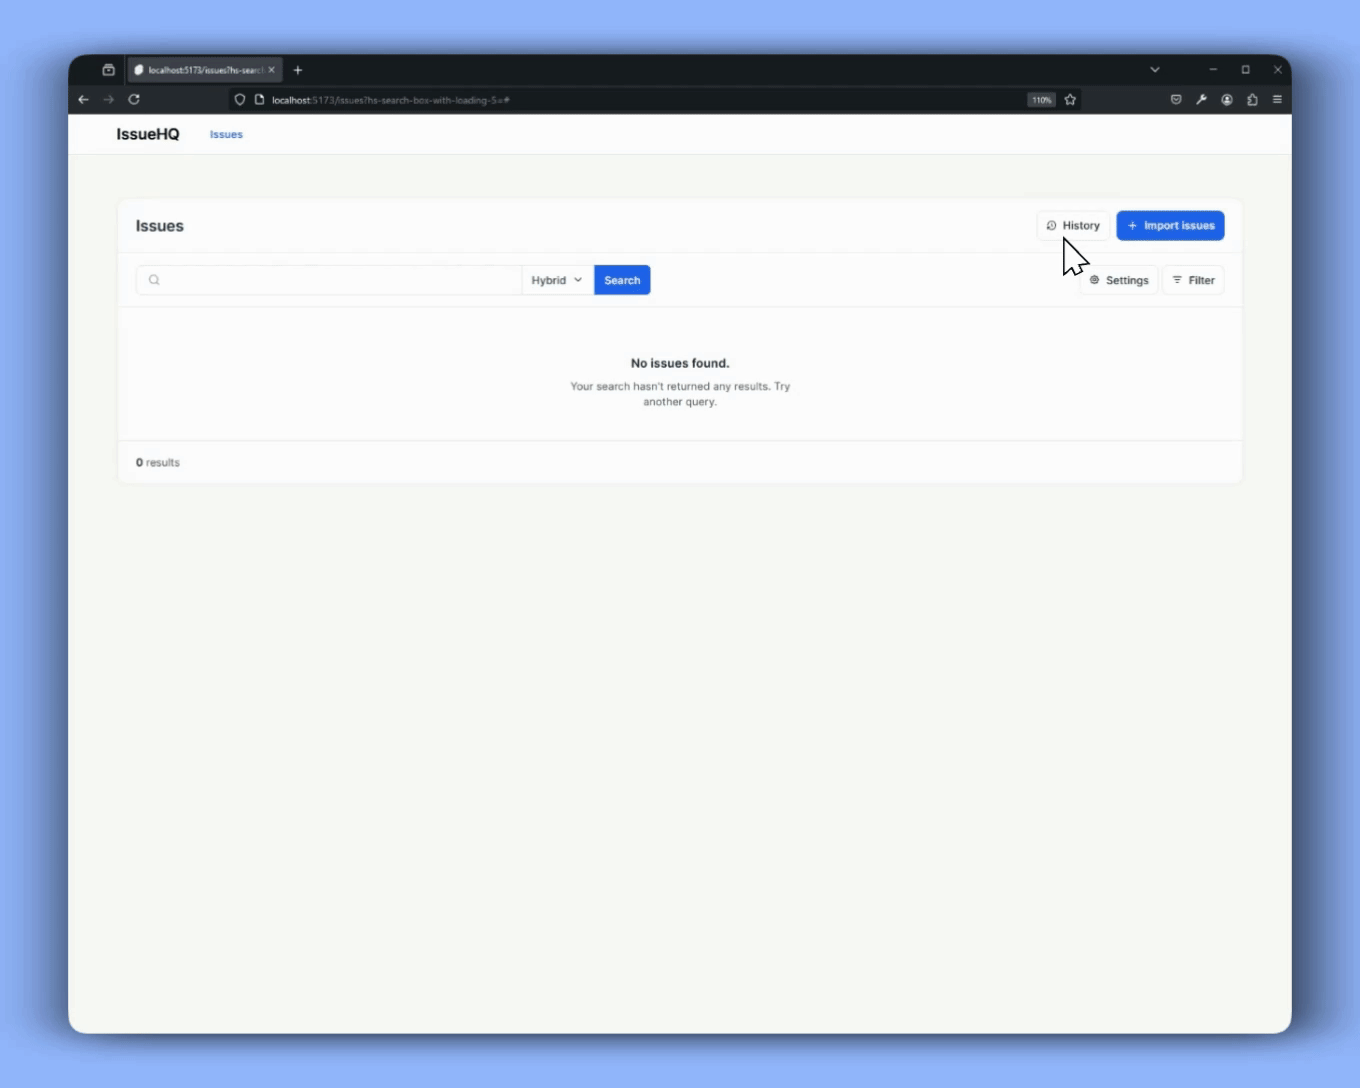 localhost:5173/issues?hs-searc
localhost:5173/issues?hs-search-box-with-loading-5=#
110%
IssueHQ
Issues
Issues
History
+ Import issues
Hybrid
Search
Settings
Filter
No issues found.
Your search hasn't returned any results. Try
another query.
0 results